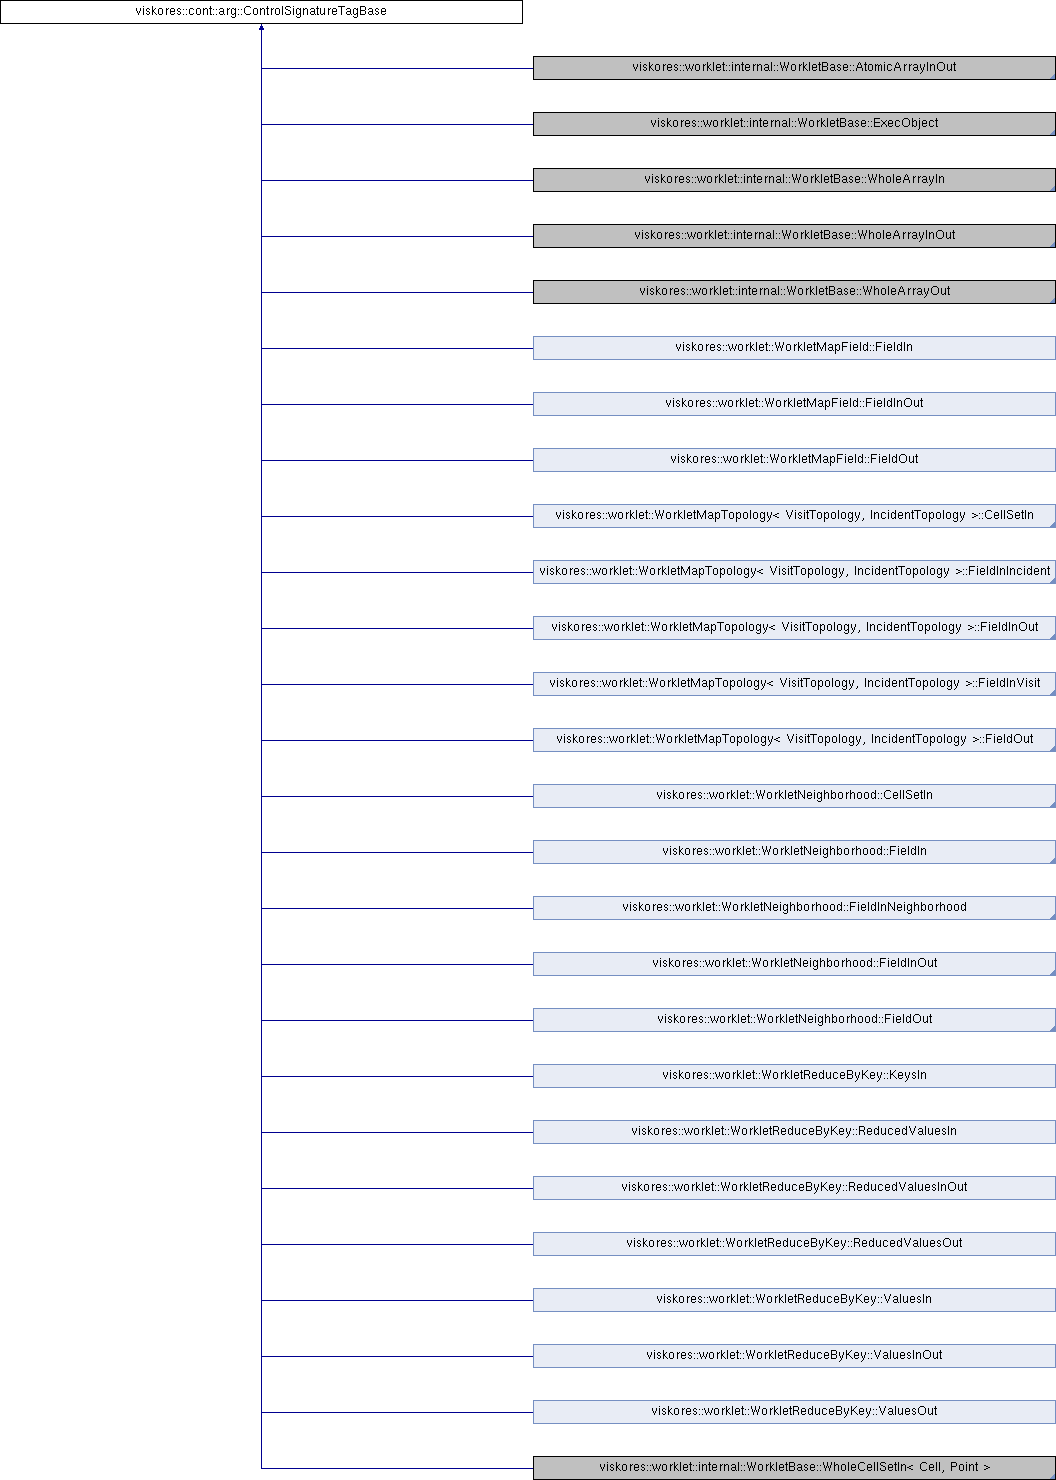 viskores::cont::arg::ControlSignatureTagBase
viskores::worklet::internal::WorkletBase::AtomicArrayInOut
viskores::worklet::internal::WorkletBase::ExecObject
viskores::worklet::internal::WorkletBase::WholeArrayIn
viskores::worklet::internal::WorkletBase::WholeArrayInOut
viskores::worklet::internal::WorkletBase::WholeArrayOut
viskores::worklet::WorkletMapField::FieldIn
viskores::worklet::WorkletMapField::FieldInOut
viskores::worklet::WorkletMapField::FieldOut
viskores::worklet::WorkletMapTopology< VisitTopology, IncidentTopology >::CellSetIn
viskores::worklet::WorkletMapTopology< VisitTopology, IncidentTopology >::FieldInIncident
viskores::worklet::WorkletMapTopology< VisitTopology, IncidentTopology >::FieldInOut
viskores::worklet::WorkletMapTopology< VisitTopology, IncidentTopology >::FieldInVisit
viskores::worklet::WorkletMapTopology< VisitTopology, IncidentTopology >::FieldOut
viskores::worklet::WorkletNeighborhood::CellSetIn
viskores::worklet::WorkletNeighborhood::FieldIn
viskores::worklet::WorkletNeighborhood::FieldInNeighborhood
viskores::worklet::WorkletNeighborhood::FieldInOut
viskores::worklet::WorkletNeighborhood::FieldOut
viskores::worklet::WorkletReduceByKey::KeysIn
viskores::worklet::WorkletReduceByKey::ReducedValuesIn
viskores::worklet::WorkletReduceByKey::ReducedValuesInOut
viskores::worklet::WorkletReduceByKey::ReducedValuesOut
viskores::worklet::WorkletReduceByKey::ValuesIn
viskores::worklet::WorkletReduceByKey::ValuesInOut
viskores::worklet::WorkletReduceByKey::ValuesOut
viskores::worklet::internal::WorkletBase::WholeCellSetIn< Cell, Point >